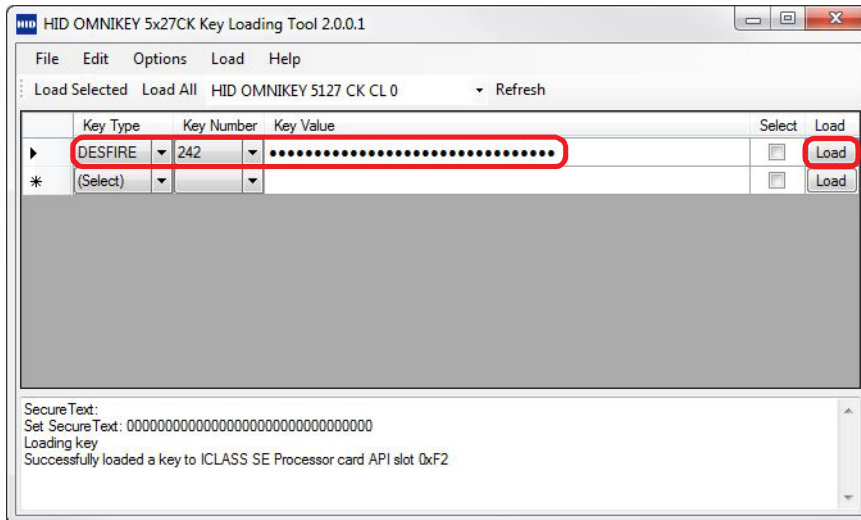 HID HID OMNIKEY 5x27CK Key Loading Tool 2.0.0.1
File Edit Options Load Help
Load Selected Load All HID OMNIKEY 5127 CK CL 0 Refresh
Key Type Key Number Key Value Select Load
DESFIRE 242 ●●●●●●●●●●●●●●●●●●●●●●●●●●●●●●●● Load
(Select) Load
SecureText:
Set SecureText: 00000000000000000000000000000000
Loading key
Successfully loaded a key to ICLASS SE Processor card API slot 0xF2